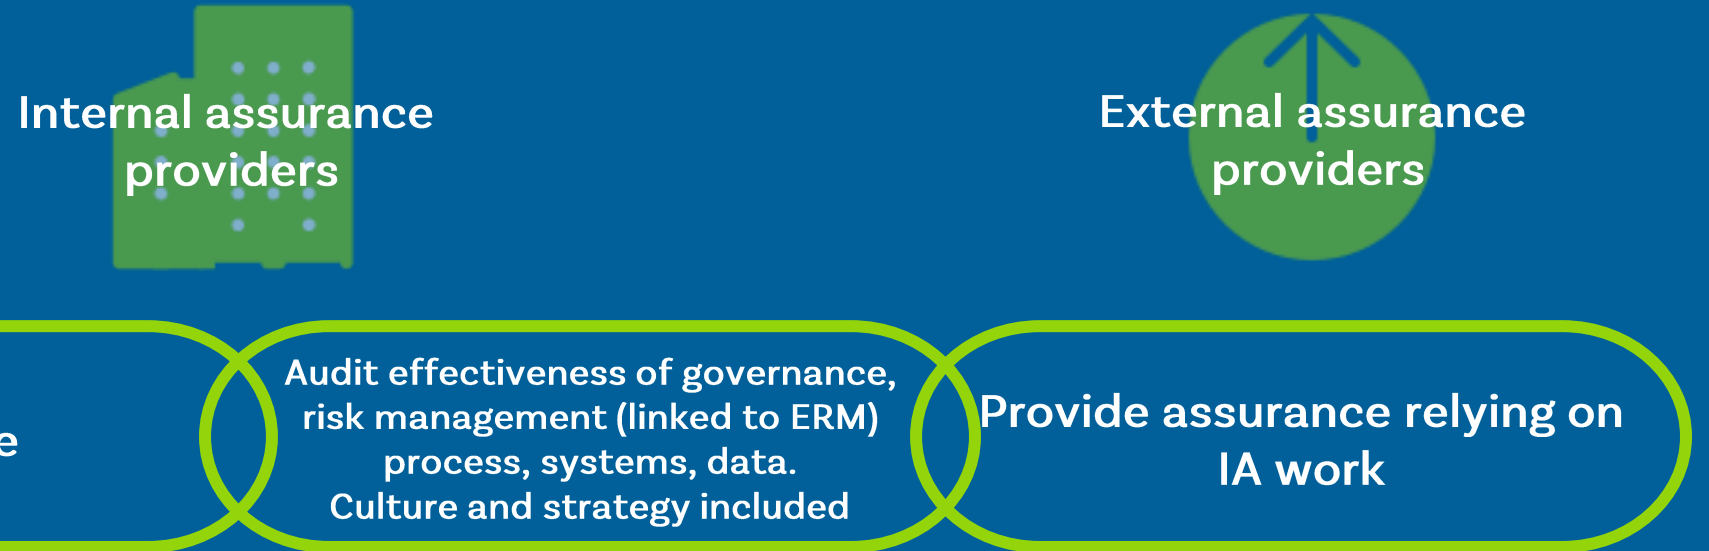 Internal assurance
providers
External assurance
providers
e
Audit effectiveness of governance,
risk management (linked to ERM)
process, systems, data.
Culture and strategy included
Provide assurance relying on
IA work